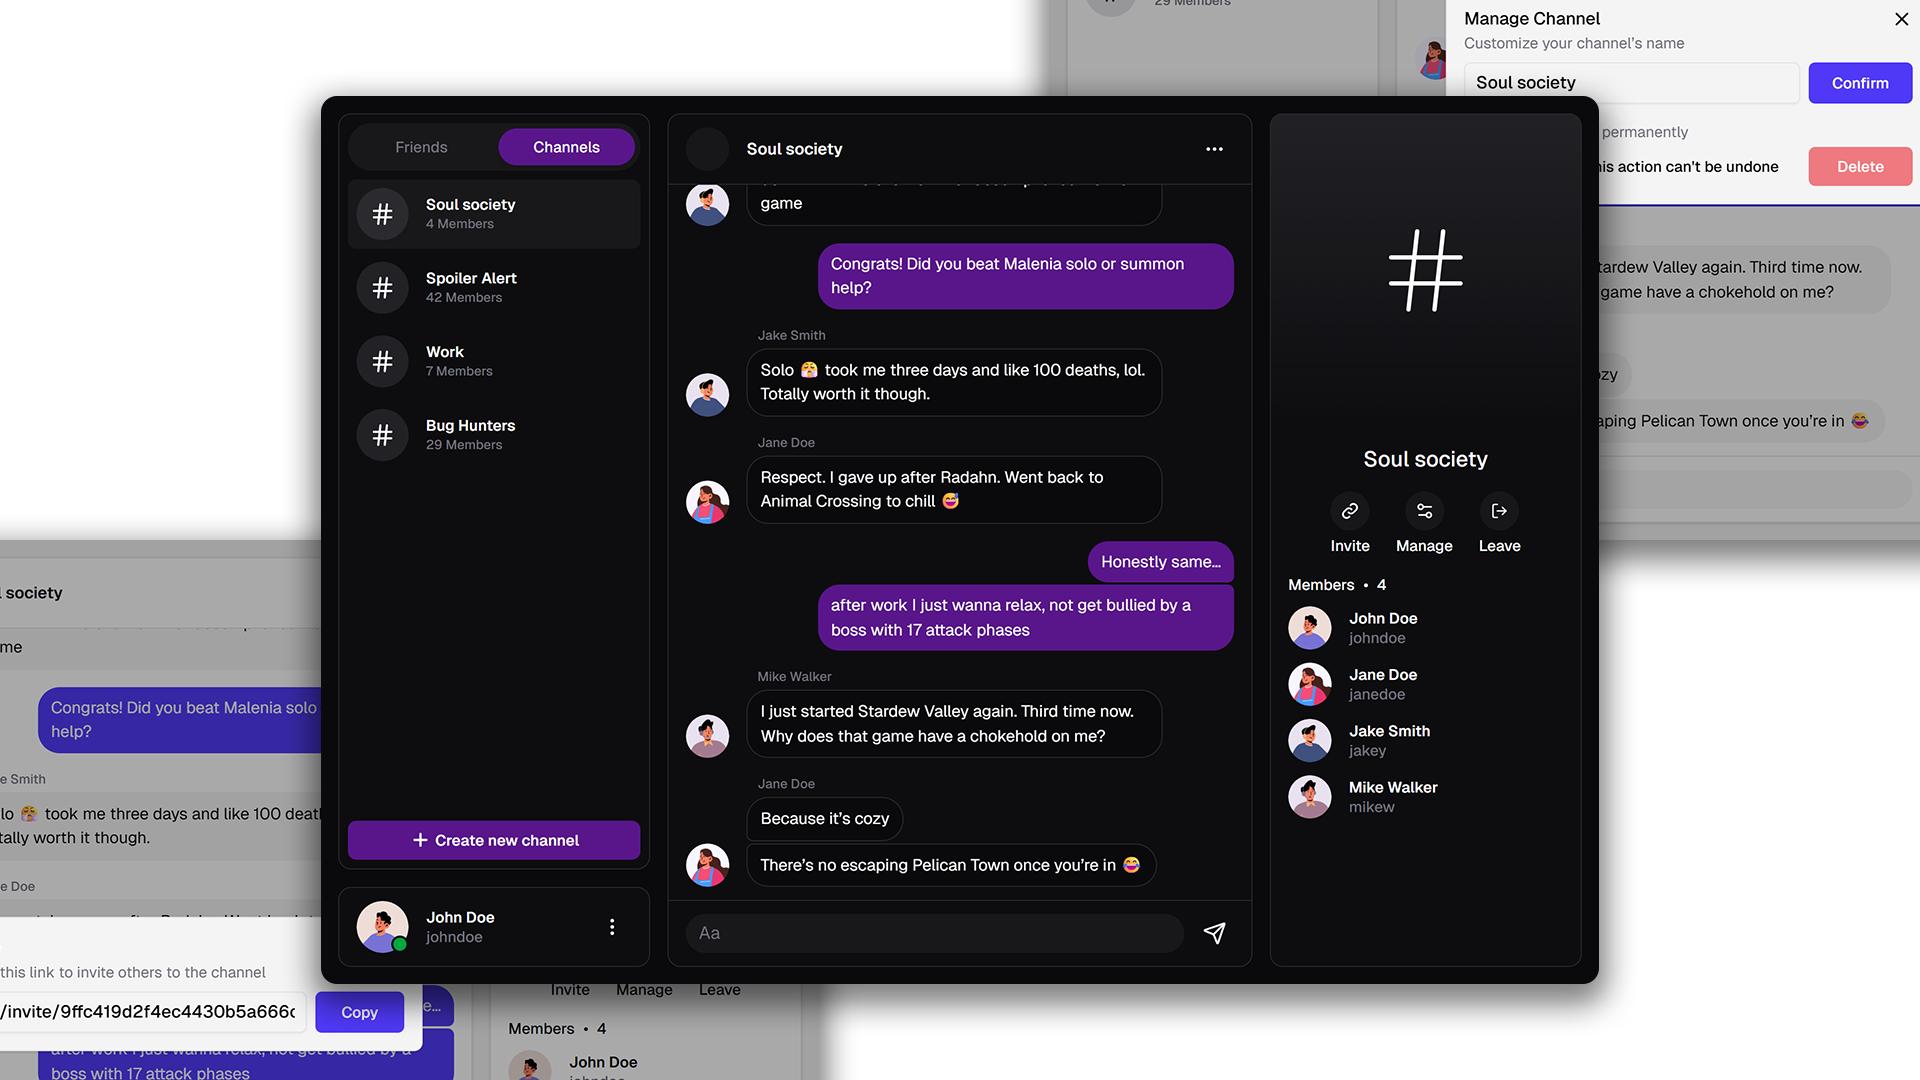 29 Members
Manage Channel
Customize your channel's name
Soul society
Confirm
permanently
his action can't be undone
Delete
tardew Valley again. Third time now.
game have a chokehold on me?
ozy
aping Pelican Town once you're in 😂
Friends
Channels
Soul society
4 Members
Spoiler Alert
42 Members
Work
7 Members
Bug Hunters
29 Members
+ Create new channel
John Doe
johndoe
Soul society
game
Congrats! Did you beat Malenia solo or summon
help?
Jake Smith
Solo 😤 took me three days and like 100 deaths, lol.
Totally worth it though.
Jane Doe
Respect. I gave up after Radahn. Went back to
Animal Crossing to chill 😅
Honestly same...
after work I just wanna relax, not get bullied by a
boss with 17 attack phases
Mike Walker
I just started Stardew Valley again. Third time now.
Why does that game have a chokehold on me?
Jane Doe
Because it’s cozy
There’s no escaping Pelican Town once you’re in 😂
Aa
#
Soul society
Invite
Manage
Leave
Members • 4
John Doe
johndoe
Jane Doe
janedoe
Jake Smith
jakey
Mike Walker
mikew
l society
me
Congrats! Did you beat Malenia solo
help?
e Smith
lo 😤 took me three days and like 100 deat
tally worth it though.
e Doe
this link to invite others to the channel
/invite/9ffc419d2f4ec4430b5a666c
Copy
e...
after work I just wanna relax, not get bullied by a
boss with 17 attack phases
Invite
Manage
Leave
Members • 4
John Doe